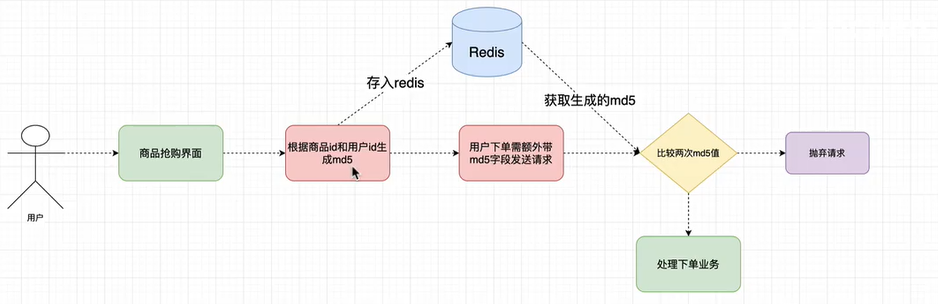 Redis
存入redis
获取生成的md5
用户
商品抢购界面
根据商品id和用户id生
成md5
用户下单需额外带
md5字段发送请求
比较两次md5值
抛弃请求
处理下单业务